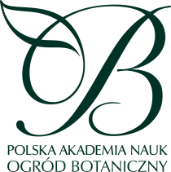 B
POLSKA AKADEMIA NAUK
OGRÓD BOTANICZNY